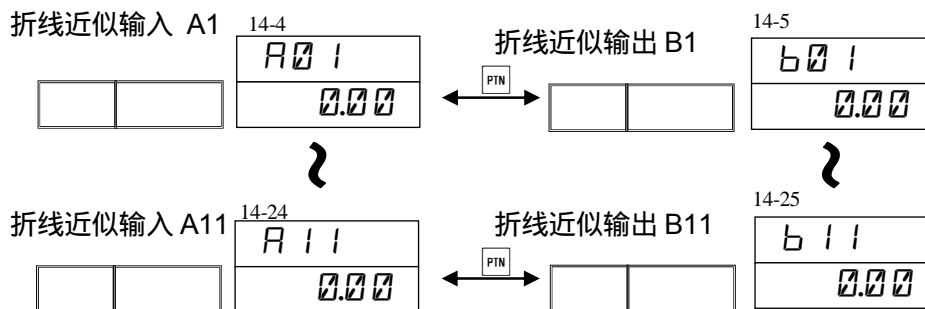 折线近似输入 A1
14-4
A01
0.00
PTN
折线近似输出 B1
14-5
b01
0.00
折线近似输入 A11
14-24
A11
0.00
PTN
折线近似输出 B11
14-25
b11
0.00